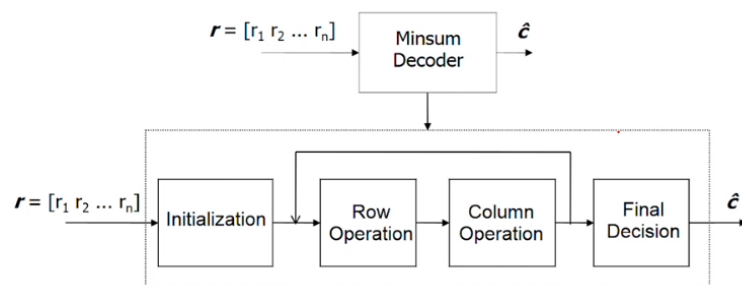 r = [r₁ r₂ ... rₙ]
Minsum
Decoder
ĉ
r = [r₁ r₂ ... rₙ]
Initialization
Row
Operation
Column
Operation
Final
Decision
ĉ